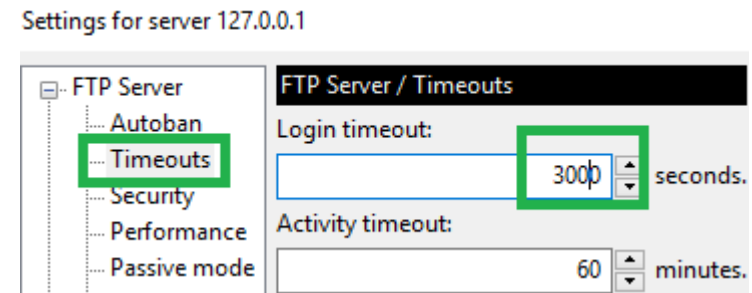 Settings for server 127.0.0.1
FTP Server
Autoban
Timeouts
Security
Performance
Passive mode
FTP Server / Timeouts
Login timeout:
3000 seconds.
Activity timeout:
60 minutes.